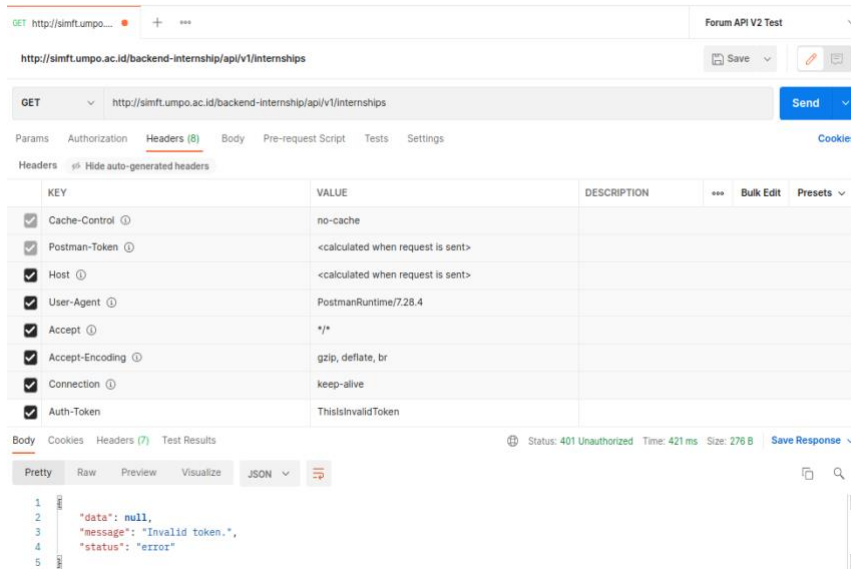 GET http://simft.umpo.... + ooo Forum API V2 Test
http://simft.umpo.ac.id/backend-internship/api/v1/internships Save
GET http://simft.umpo.ac.id/backend-internship/api/v1/internships Send
Params Authorization Headers (8) Body Pre-request Script Tests Settings Cookies
Headers Hide auto-generated headers
KEY VALUE DESCRIPTION ooo Bulk Edit Presets
Cache-Control no-cache
Postman-Token <calculated when request is sent>
Host <calculated when request is sent>
User-Agent PostmanRuntime/7.28.4
Accept */*
Accept-Encoding gzip, deflate, br
Connection keep-alive
Auth-Token ThisIsInvalidToken
Body Cookies Headers (7) Test Results Status: 401 Unauthorized Time: 421 ms Size: 276 B Save Response
Pretty Raw Preview Visualize JSON
1
2 "data": null,
3 "message": "Invalid token.",
4 "status": "error"
5